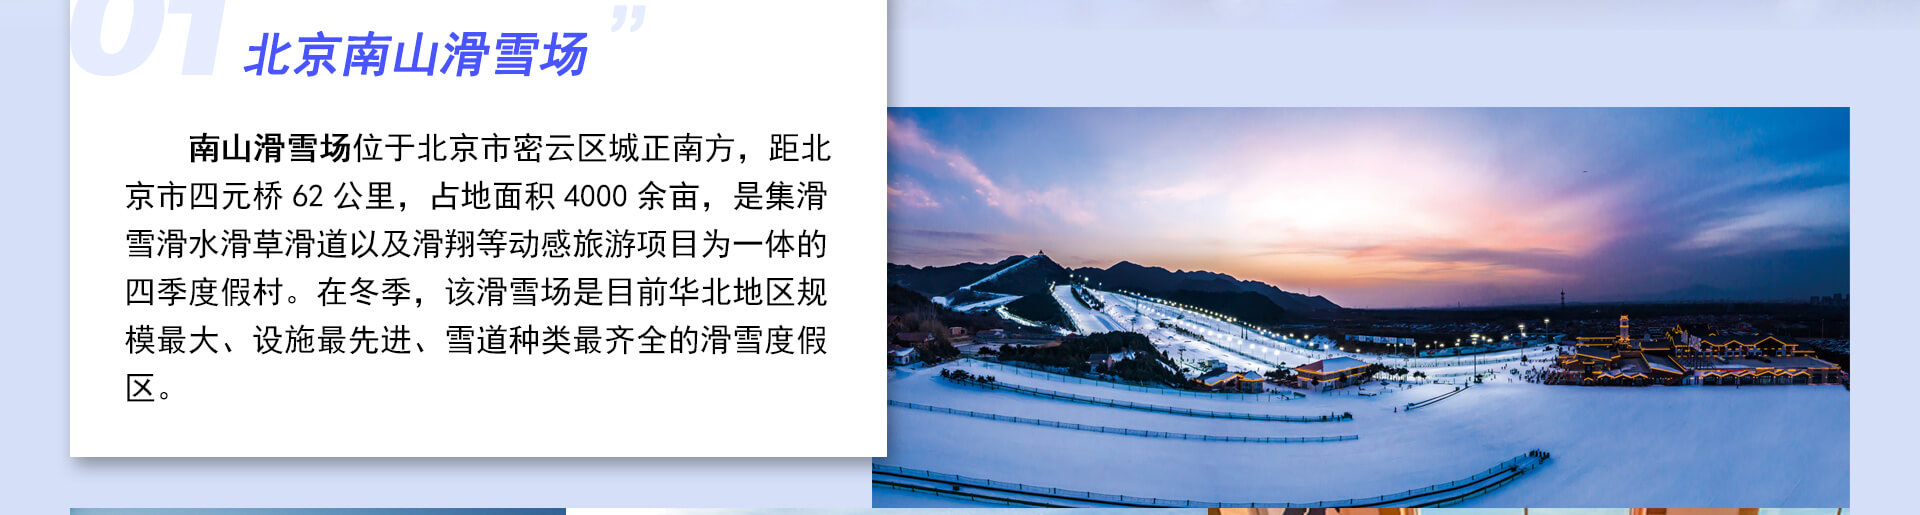 01 北京南山滑雪场 ”
南山滑雪场位于北京市密云区城正南方，距北
京市四元桥 62 公里，占地面积 4000 余亩，是集滑
雪滑水滑草滑道以及滑翔等动感旅游项目为一体的
四季度假村。在冬季，该滑雪场是目前华北地区规
模最大、设施最先进、雪道种类最齐全的滑雪度假
区。